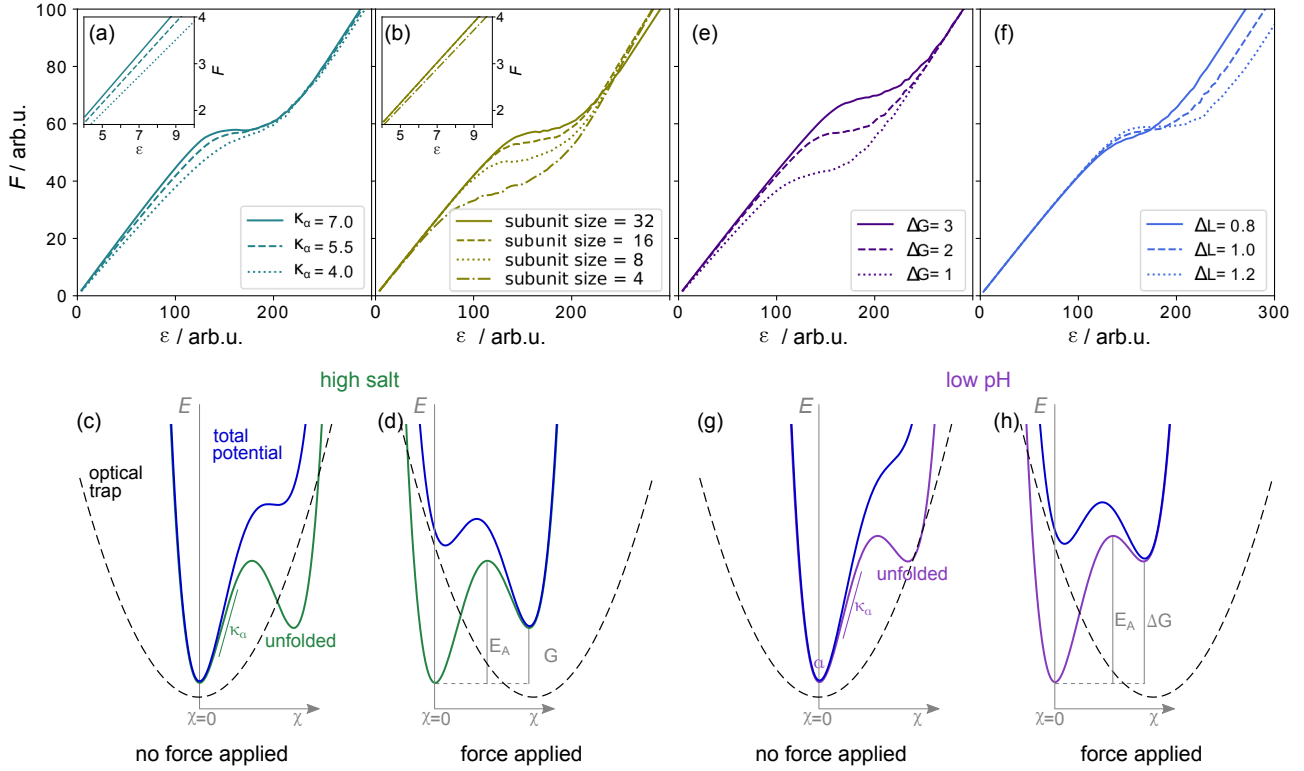 (a)
F / arb.u.
100
80
60
40
20
0
0
100
200
ε / arb.u.
4
3
2
F
5
7
9
ε
κα = 7.0
κα = 5.5
κα = 4.0
(b)
0
100
200
ε / arb.u.
4
3
2
F
5
7
9
ε
subunit size = 32
subunit size = 16
subunit size = 8
subunit size = 4
(e)
0
100
200
ε / arb.u.
ΔG= 3
ΔG= 2
ΔG= 1
(f)
0
100
200
300
ε / arb.u.
ΔL= 0.8
ΔL= 1.0
ΔL= 1.2
high salt
(c)
E
total
potential
optical
trap
κα
unfolded
χ=0
χ
no force applied
(d)
E_A
G
χ=0
χ
force applied
low pH
(g)
E
unfolded
κα
α
χ=0
χ
no force applied
(h)
E_A
ΔG
χ=0
χ
force applied